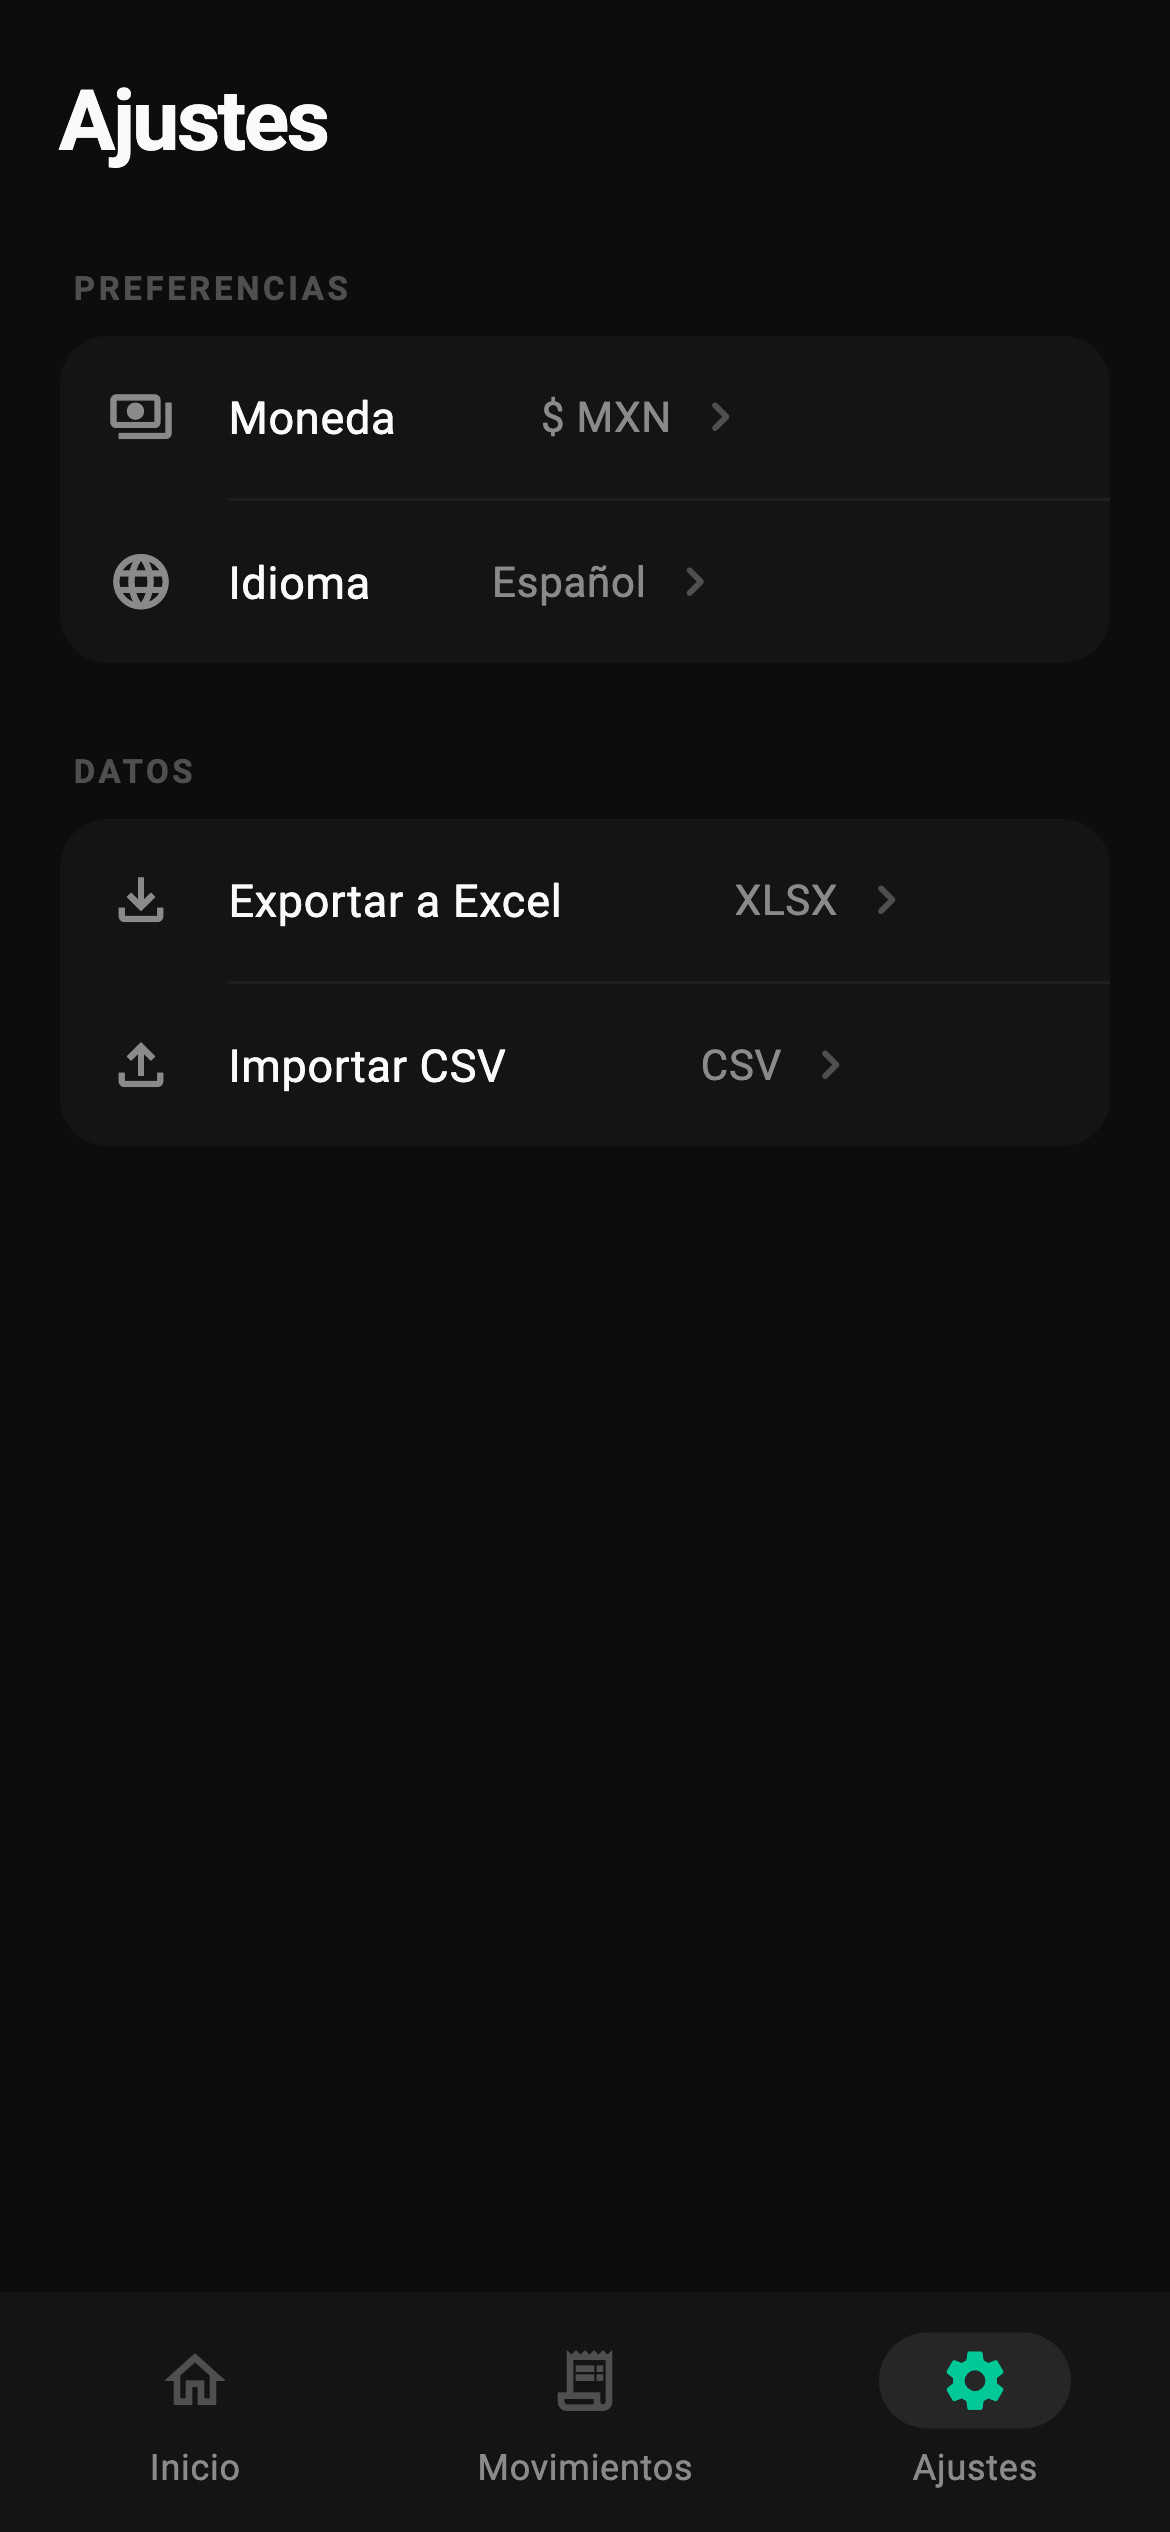 Ajustes
PREFERENCIAS
Moneda $ MXN
Idioma Español
DATOS
Exportar a Excel XLSX
Importar CSV CSV
Inicio Movimientos Ajustes